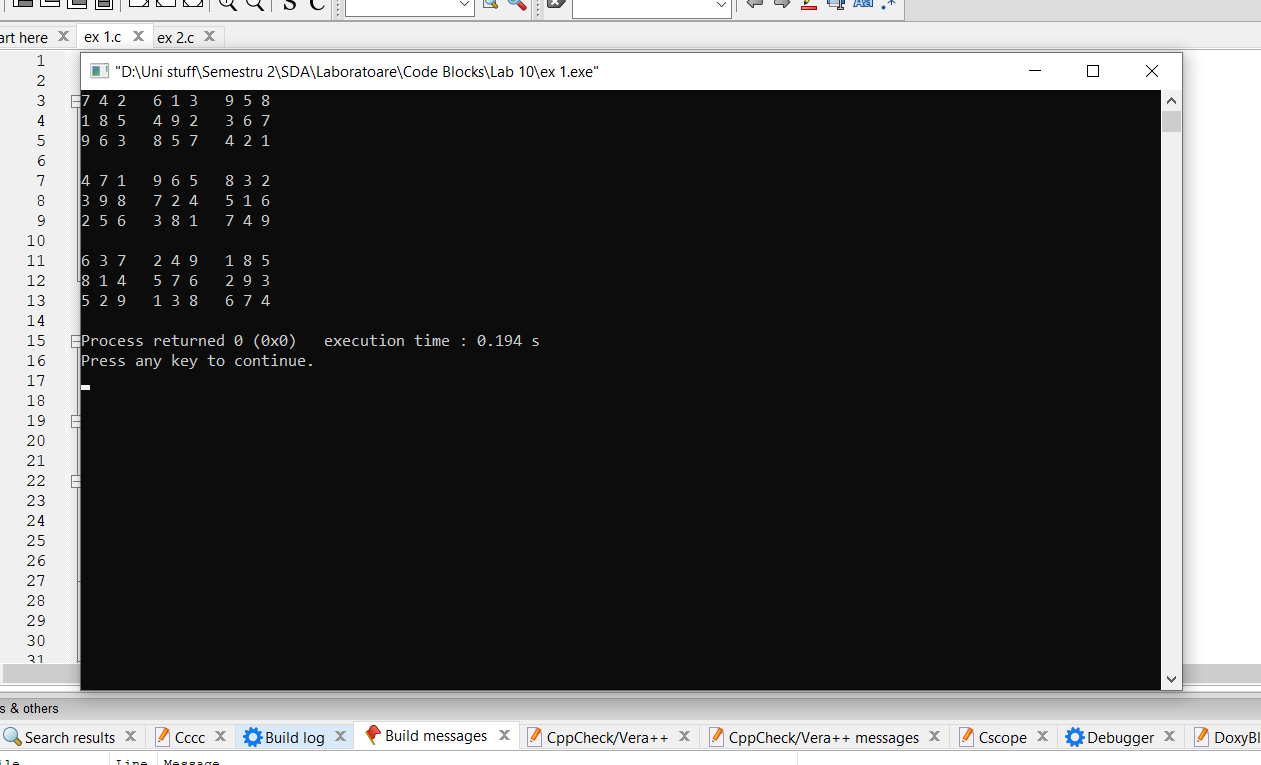 S C
art here ex 1.c ex 2.c
"D:\Uni stuff\Semestru 2\SDA\Laboratoare\Code Blocks\Lab 10\ex 1.exe"
1
2
3 7 4 2 6 1 3 9 5 8
4 1 8 5 4 9 2 3 6 7
5 9 6 3 8 5 7 4 2 1
6
7 4 7 1 9 6 5 8 3 2
8 3 9 8 7 2 4 5 1 6
9 2 5 6 3 8 1 7 4 9
10
11 6 3 7 2 4 9 1 8 5
12 8 1 4 5 7 6 2 9 3
13 5 2 9 1 3 8 6 7 4
14
15 Process returned 0 (0x0) execution time : 0.194 s
16 Press any key to continue.
17
18
19
20
21
22
23
24
25
26
27
28
29
30
31
s & others
Search results Cccc Build log Build messages CppCheck/Vera++ CppCheck/Vera++ messages Cscope Debugger DoxyBl
ile Line Message